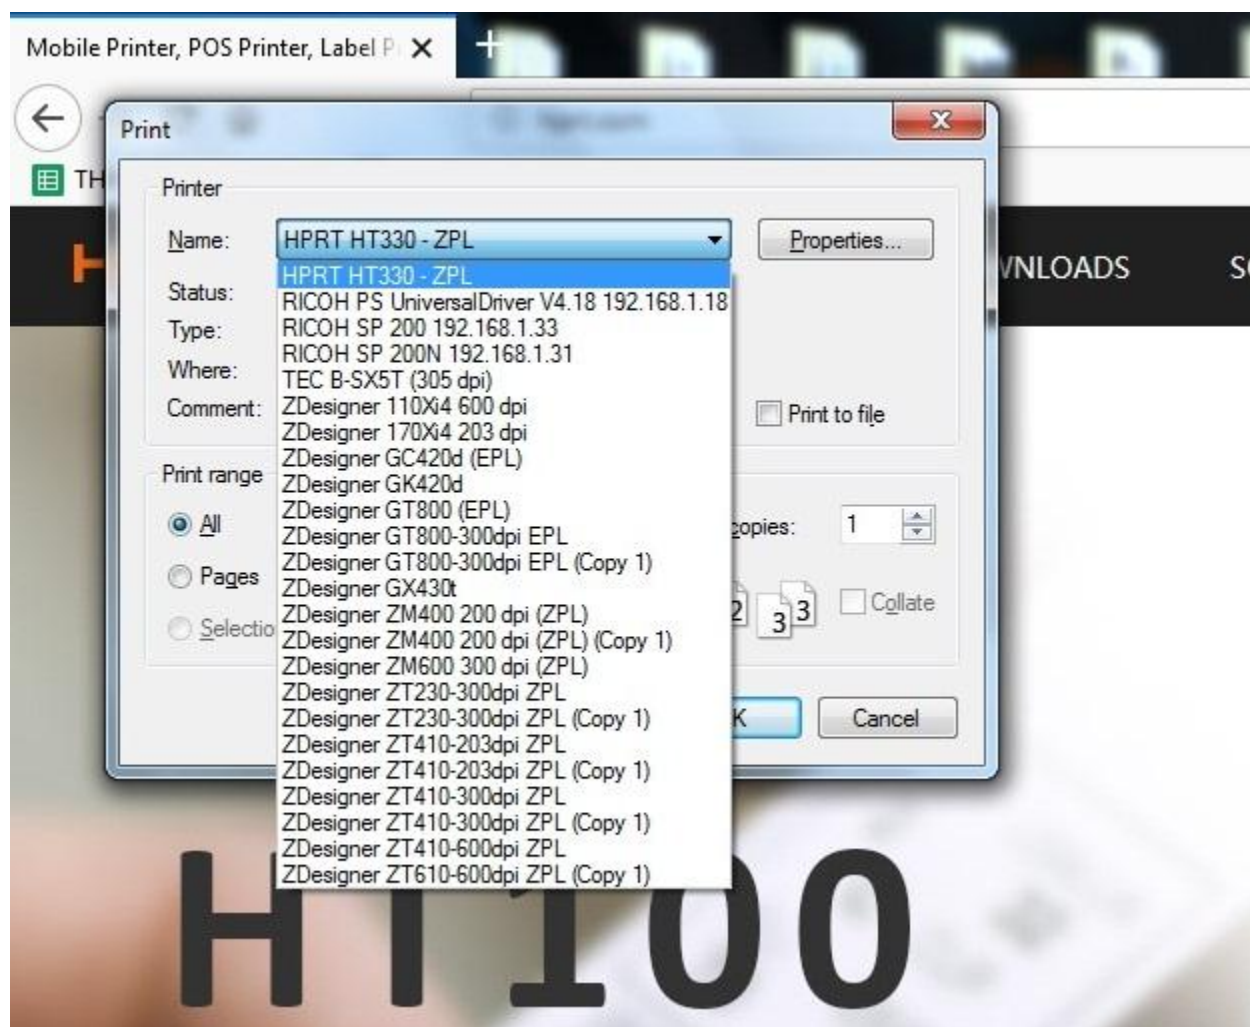 Mobile Printer, POS Printer, Label P
TH
Print
Printer
Name:
HPRT HT330 - ZPL
Properties...
WNLOADS
HPRT HT330 - ZPL
Status:
RICOH PS UniversalDriver V4.18 192.168.1.18
Type:
RICOH SP 200 192.168.1.33
Where:
RICOH SP 200N 192.168.1.31
TEC B-SX5T (305 dpi)
Comment:
ZDesigner 110Xi4 600 dpi
Print to file
ZDesigner 170Xi4 203 dpi
ZDesigner GC420d (EPL)
Print range
ZDesigner GK420d
ZDesigner GT800 (EPL)
All
ZDesigner GT800-300dpi EPL
copies:
1
ZDesigner GT800-300dpi EPL (Copy 1)
Pages
ZDesigner GX430t
ZDesigner ZM400 200 dpi (ZPL)
2
3
3
Collate
Selectio
ZDesigner ZM400 200 dpi (ZPL) (Copy 1)
ZDesigner ZM600 300 dpi (ZPL)
ZDesigner ZT230-300dpi ZPL
ZDesigner ZT230-300dpi ZPL (Copy 1)
K
Cancel
ZDesigner ZT410-203dpi ZPL
ZDesigner ZT410-203dpi ZPL (Copy 1)
ZDesigner ZT410-300dpi ZPL
ZDesigner ZT410-300dpi ZPL (Copy 1)
ZDesigner ZT410-600dpi ZPL
ZDesigner ZT610-600dpi ZPL (Copy 1)
HT100